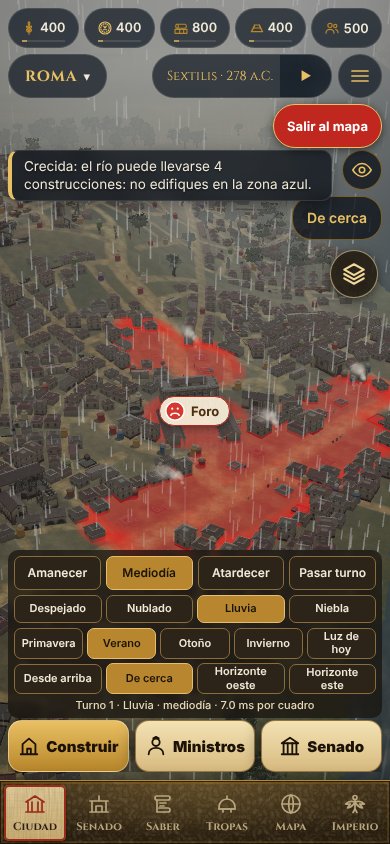 400
400
800
400
500
ROMA ▾
SEXTILIS · 278 A.C.
Salir al mapa
Crecida: el río puede llevarse 4
construcciones: no edifiques en la zona azul.
De cerca
Foro
Amanecer
Mediodía
Atardecer
Pasar turno
Despejado
Nublado
Lluvia
Niebla
Primavera
Verano
Otoño
Invierno
Luz de
hoy
Desde arriba
De cerca
Horizonte
oeste
Horizonte
este
Turno 1 · Lluvia · mediodía · 7.0 ms por cuadro
Construir
Ministros
Senado
CIUDAD
SENADO
SABER
TROPAS
MAPA
IMPERIO